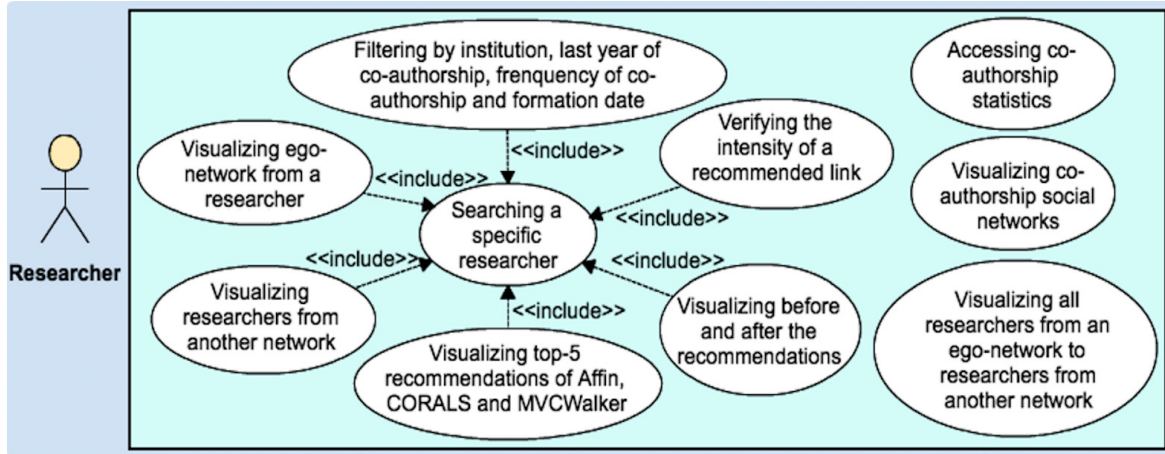 Filtering by institution, last year of
co-authorship, frenquency of co-
authorship and formation date
Accessing co-
authorship
statistics
Visualizing ego-
network from a
researcher
<<include>>
<<include>>
Verifying the
intensity of a
recommended link
Visualizing co-
authorship social
networks
Searching a
specific
researcher
<<include>>
Researcher
<<include>>
<<include>>
Visualizing
researchers from
another network
<<include>>
Visualizing before
and after the
recommendations
Visualizing all
researchers from an
ego-network to
researchers from
another network
Visualizing top-5
recommendations of Affin,
CORALS and MVCWalker